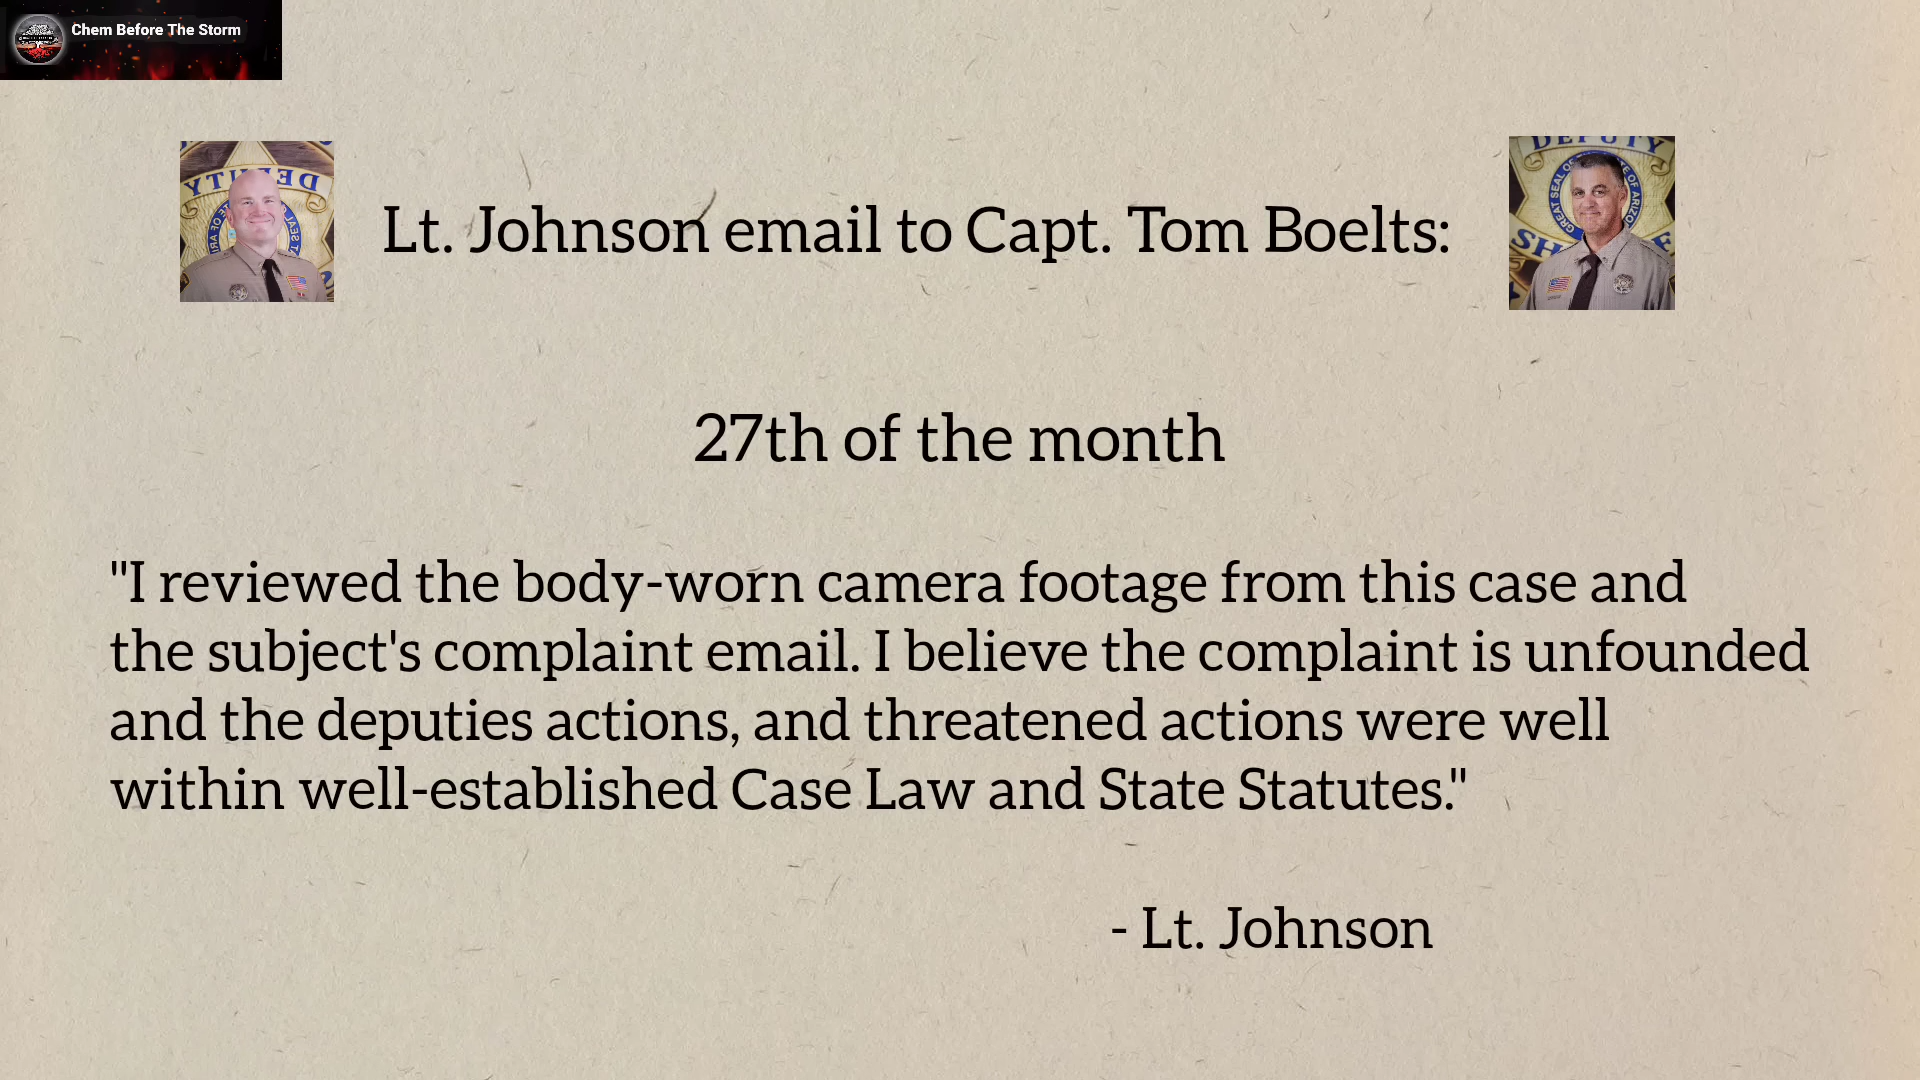 Chem Before The Storm
DEPUTY
DEPUTY
Lt. Johnson email to Capt. Tom Boelts:
27th of the month
"I reviewed the body-worn camera footage from this case and
the subject's complaint email. I believe the complaint is unfounded
and the deputies actions, and threatened actions were well
within well-established Case Law and State Statutes."
- Lt. Johnson